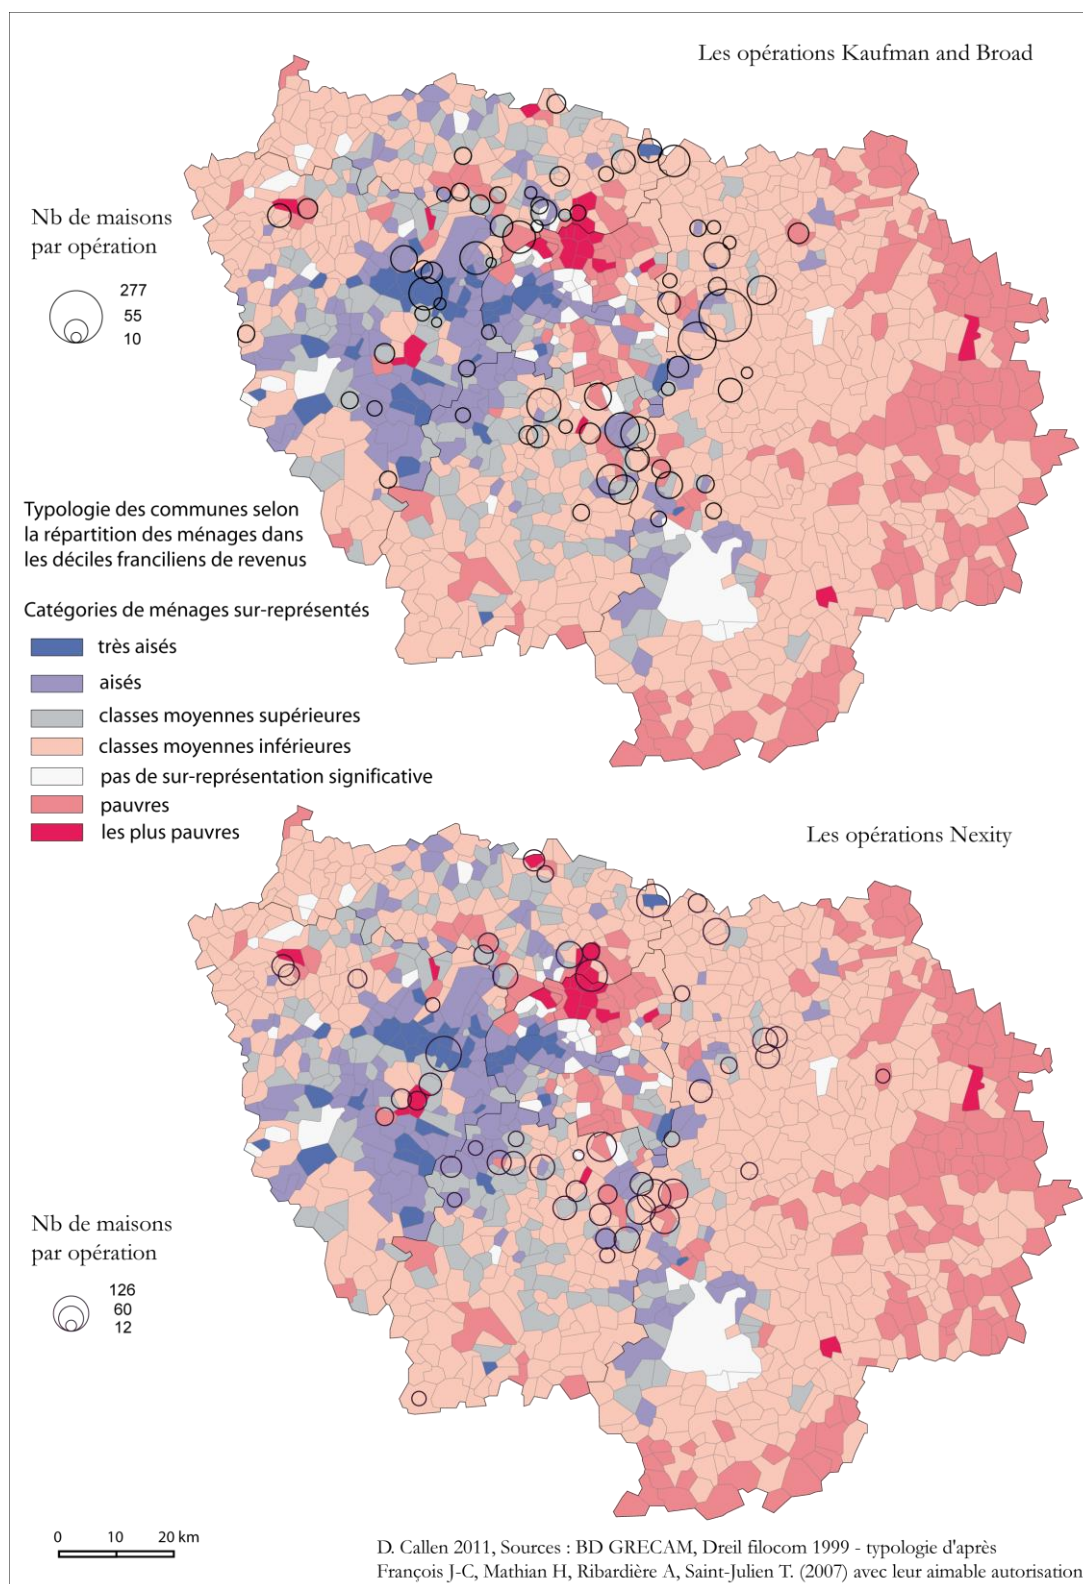 Les opérations Kaufman and Broad
Nb de maisons
par opération
277
55
10
Typologie des communes selon
la répartition des ménages dans
les déciles franciliens de revenus
Catégories de ménages sur-représentés
très aisés
aisés
classes moyennes supérieures
classes moyennes inférieures
pas de sur-représentation significative
pauvres
les plus pauvres
Les opérations Nexity
Nb de maisons
par opération
126
60
12
0 10 20 km
D. Callen 2011, Sources : BD GRECAM, Dreil filocom 1999 - typologie d'après
François J-C, Mathian H, Ribardière A, Saint-Julien T. (2007) avec leur aimable autorisation